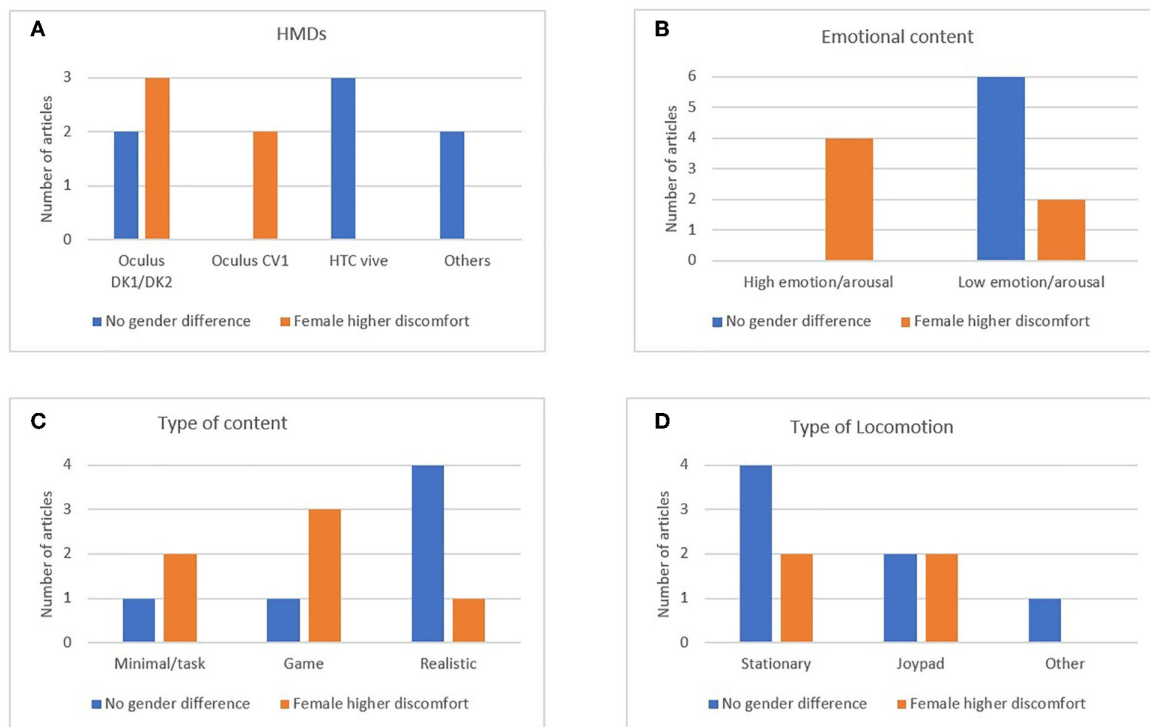 A
HMDs
Number of articles
3
2
1
0
Oculus DK1/DK2
Oculus CV1
HTC vive
Others
No gender difference
Female higher discomfort
B
Emotional content
Number of articles
6
5
4
3
2
1
0
High emotion/arousal
Low emotion/arousal
No gender difference
Female higher discomfort
C
Type of content
Number of articles
4
3
2
1
0
Minimal/task
Game
Realistic
No gender difference
Female higher discomfort
D
Type of Locomotion
Number of articles
4
3
2
1
0
Stationary
Joypad
Other
No gender difference
Female higher discomfort